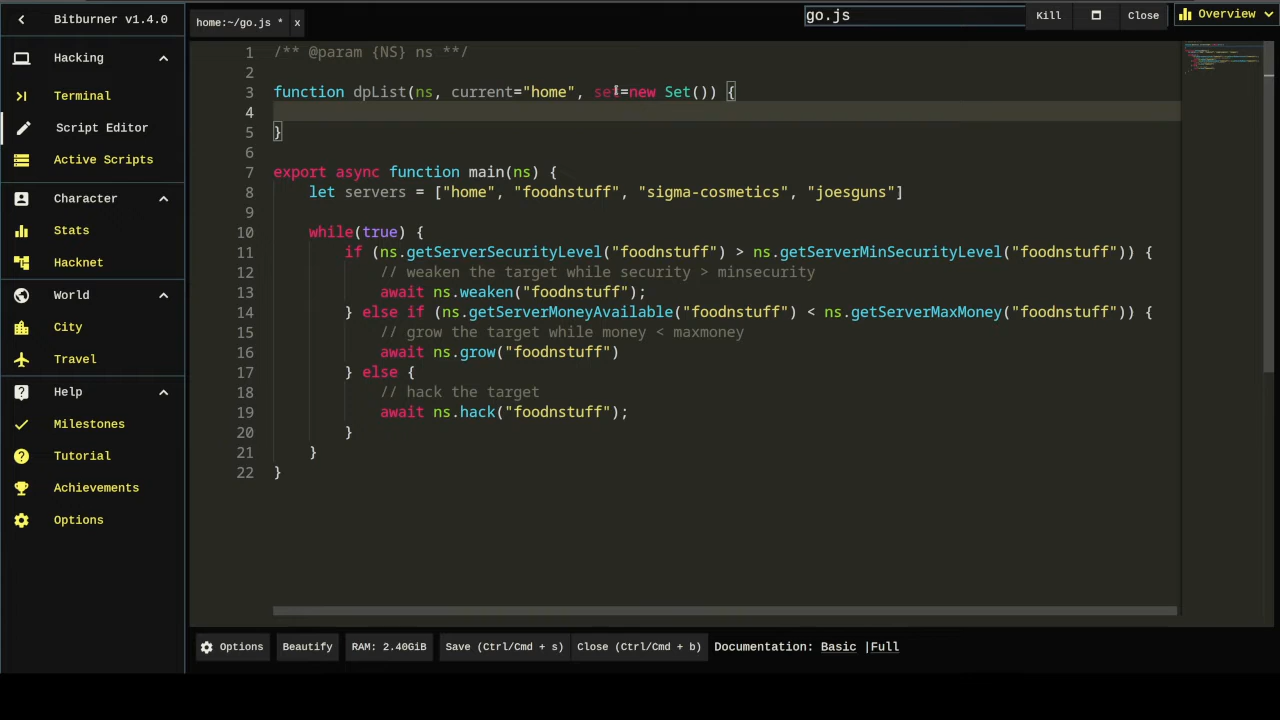 Bitburner v1.4.0
home:~/go.js * x
go.js
Kill
Close
Overview
Hacking
Terminal
Script Editor
Active Scripts
Character
Stats
Hacknet
World
City
Travel
Help
Milestones
Tutorial
Achievements
Options
1 /** @param {NS} ns **/
2
3 function dpList(ns, current="home", set=new Set()) {
4
5 }
6
7 export async function main(ns) {
8 let servers = ["home", "foodnstuff", "sigma-cosmetics", "joesguns"]
9
10 while(true) {
11 if (ns.getServerSecurityLevel("foodnstuff") > ns.getServerMinSecurityLevel("foodnstuff")) {
12 // weaken the target while security > minsecurity
13 await ns.weaken("foodnstuff");
14 } else if (ns.getServerMoneyAvailable("foodnstuff") < ns.getServerMaxMoney("foodnstuff")) {
15 // grow the target while money < maxmoney
16 await ns.grow("foodnstuff")
17 } else {
18 // hack the target
19 await ns.hack("foodnstuff");
20 }
21 }
22 }
Options
Beautify
RAM: 2.40GiB
Save (Ctrl/Cmd + s)
Close (Ctrl/Cmd + b)
Documentation: Basic |Full